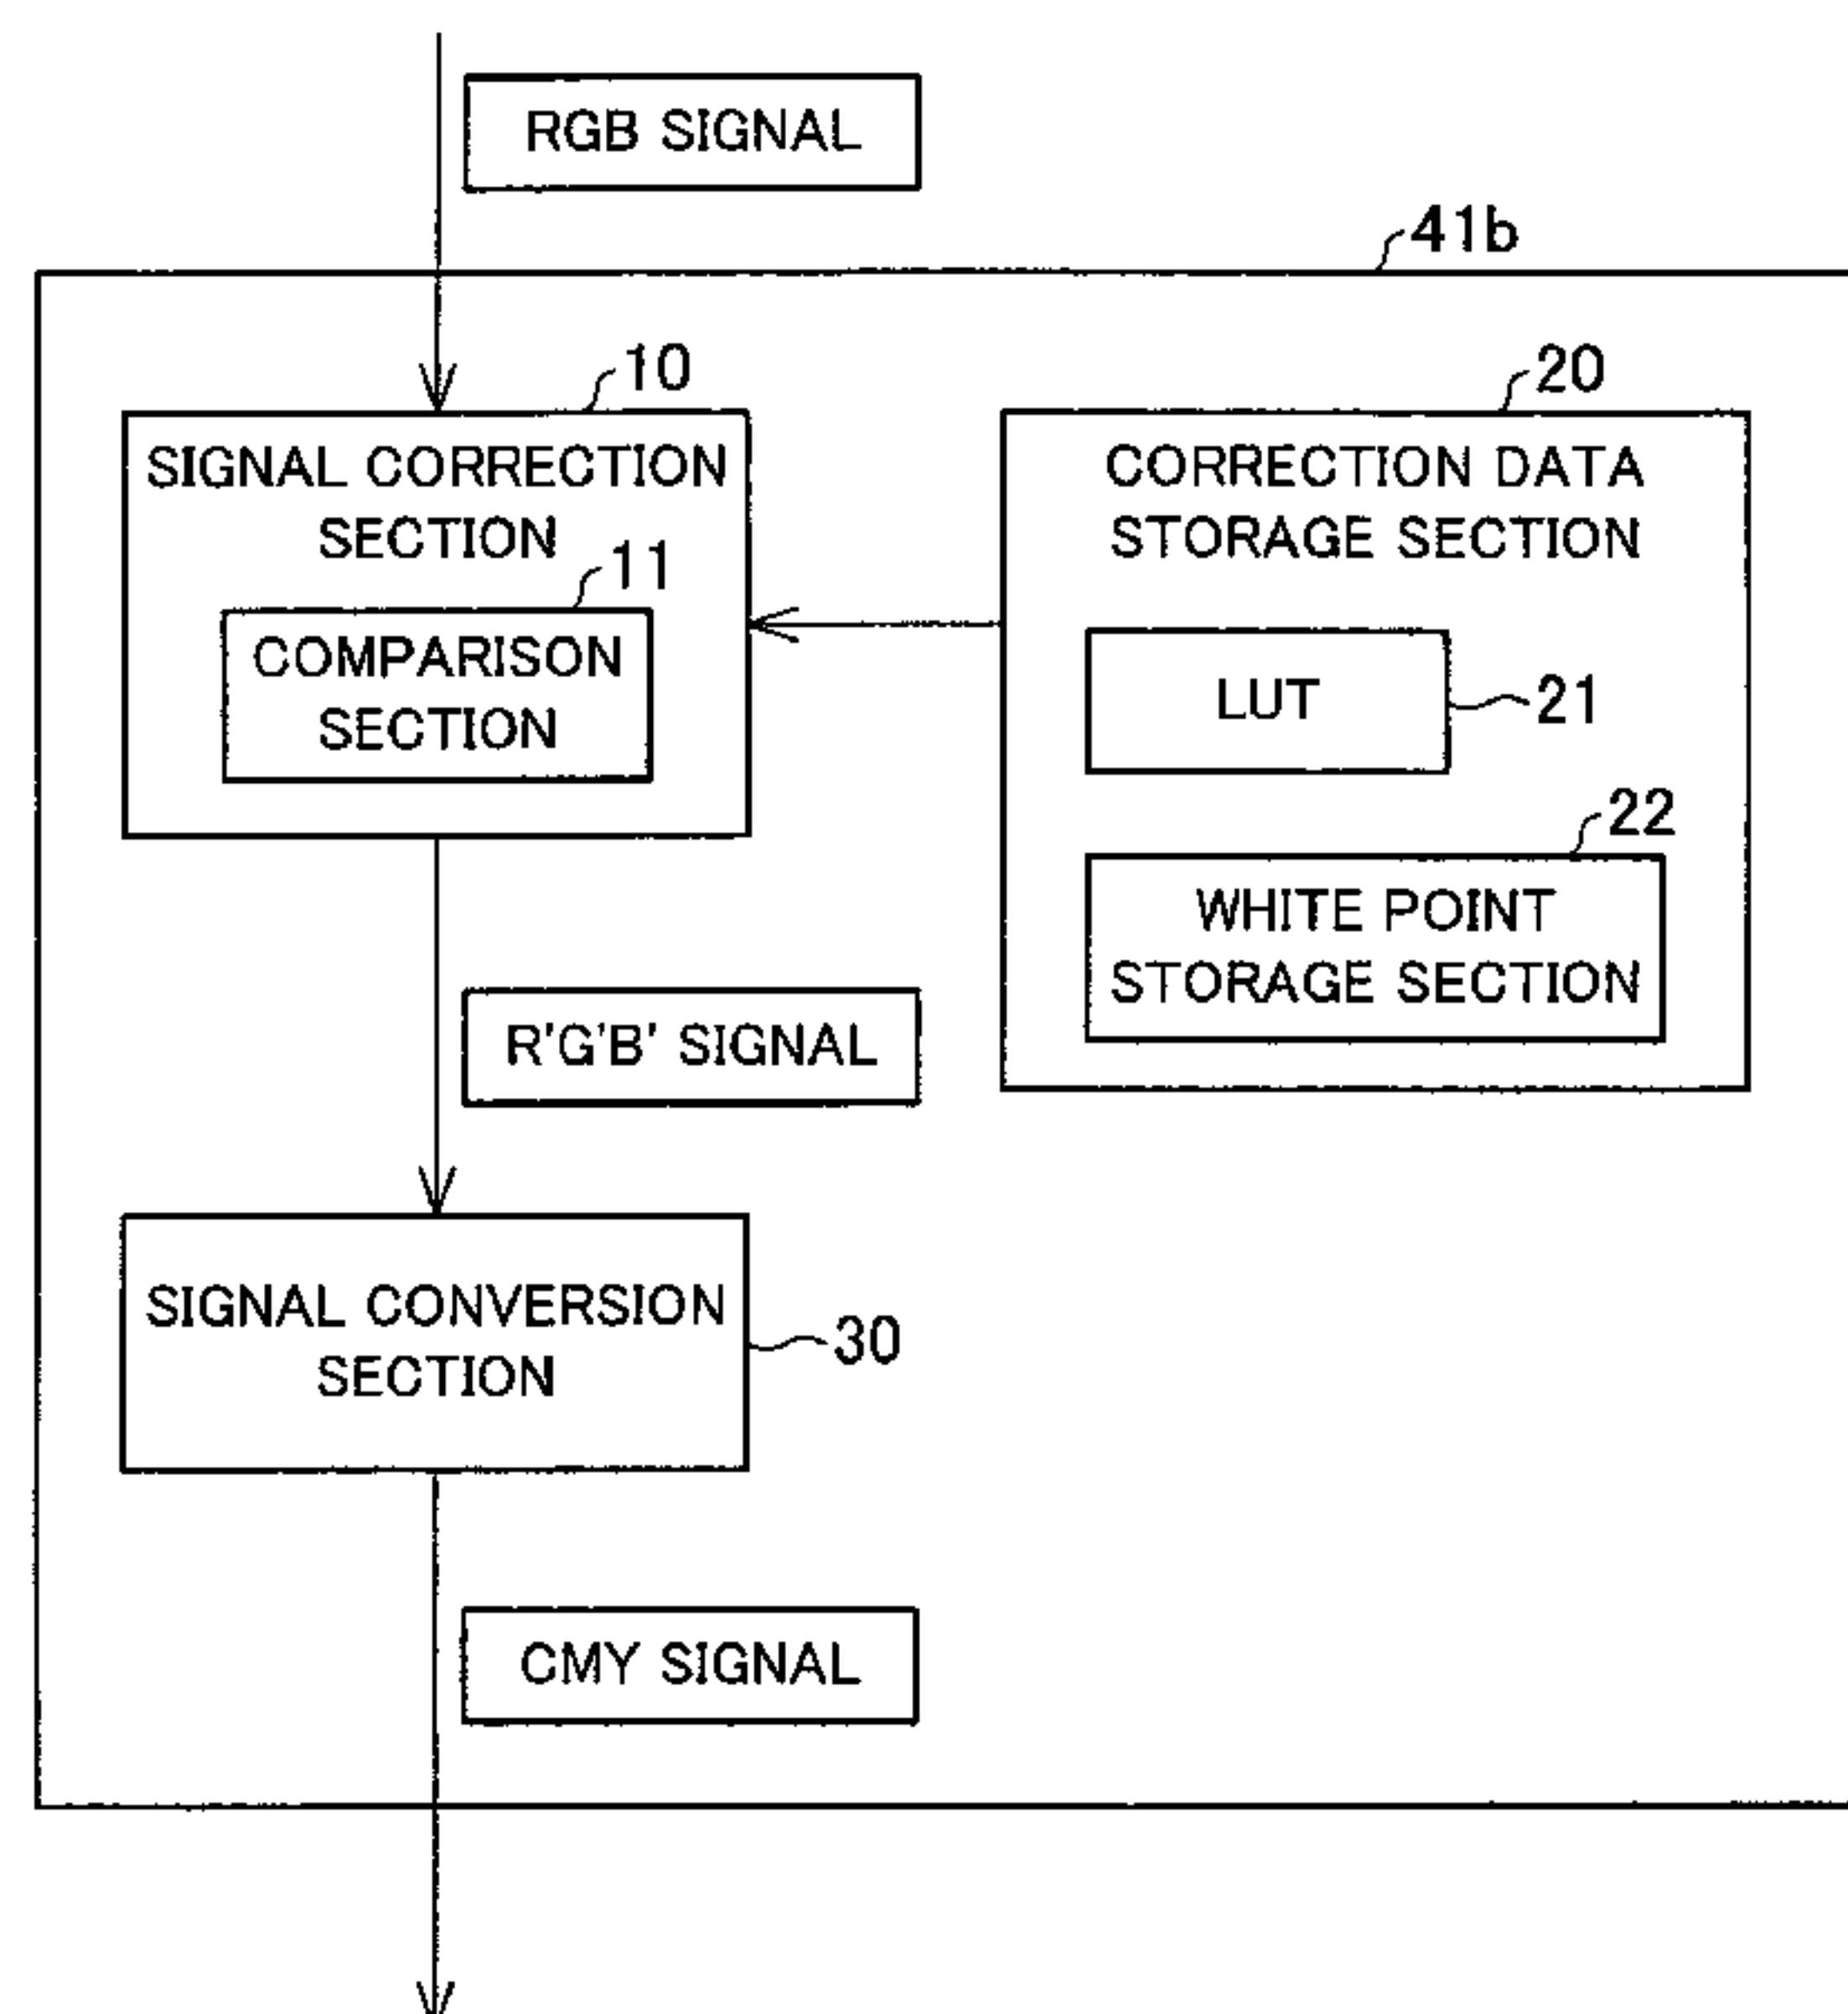 RGB SIGNAL
41b
10
SIGNAL CORRECTION
SECTION
11
COMPARISON
SECTION
20
CORRECTION DATA
STORAGE SECTION
LUT
21
22
WHITE POINT
STORAGE SECTION
R'G'B' SIGNAL
SIGNAL CONVERSION
SECTION
30
CMY SIGNAL